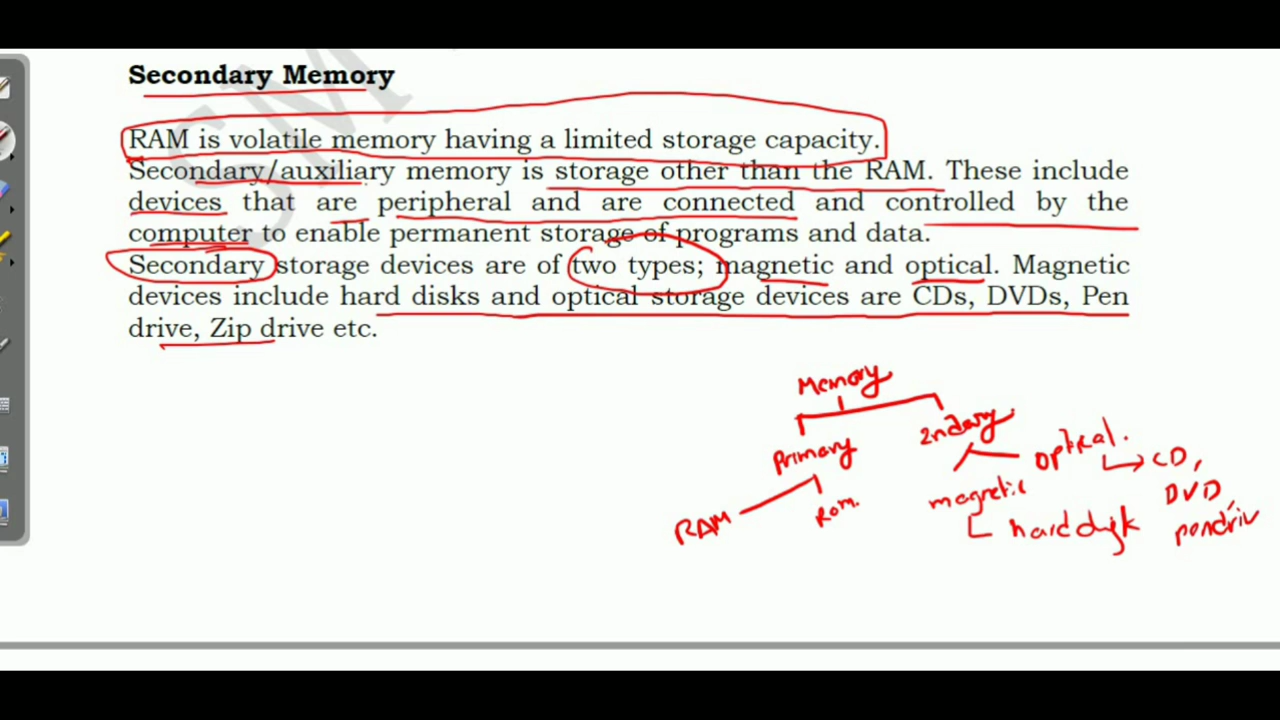 Secondary Memory
RAM is volatile memory having a limited storage capacity.
Secondary/auxiliary memory is storage other than the RAM. These include
devices that are peripheral and are connected and controlled by the
computer to enable permanent storage of programs and data.
Secondary storage devices are of two types; magnetic and optical. Magnetic
devices include hard disks and optical storage devices are CDs, DVDs, Pen
drive, Zip drive etc.
Memory
Primary 2ndary
RAM Rom.
magnetic optical. CD,
hard disk DVD,
pendriv
SM